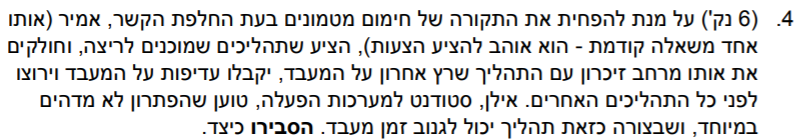 4. (6 נק') על מנת להפחית את התקורה של חימום מטמונים בעת החלפת הקשר, אמיר (אותו
אחד משאלה קודמת - הוא אוהב להציע הצעות), הציע שתהליכים שמוכנים לריצה, וחולקים
את אותו מרחב זיכרון עם התהליך שרץ אחרון על המעבד, יקבלו עדיפות על המעבד וירוצו
לפני כל התהליכים האחרים. אילן, סטודנט למערכות הפעלה, טוען שהפתרון לא מדהים
במיוחד, ושבצורה כזאת תהליך יכול לגנוב זמן מעבד. הסבירו כיצד.